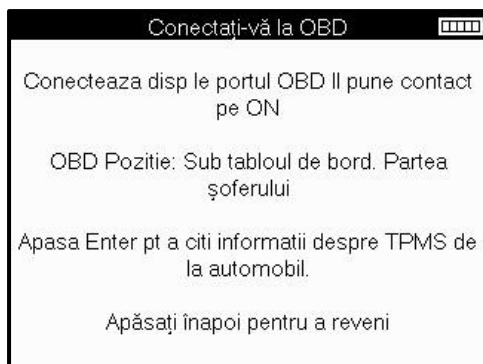 Conectați-vă la OBD
Conecteaza disp le portul OBD II pune contact
pe ON
OBD Pozitie: Sub tabloul de bord. Partea
șoferului
Apasa Enter pt a citi informatii despre TPMS de
la automobil.
Apăsați înapoi pentru a reveni